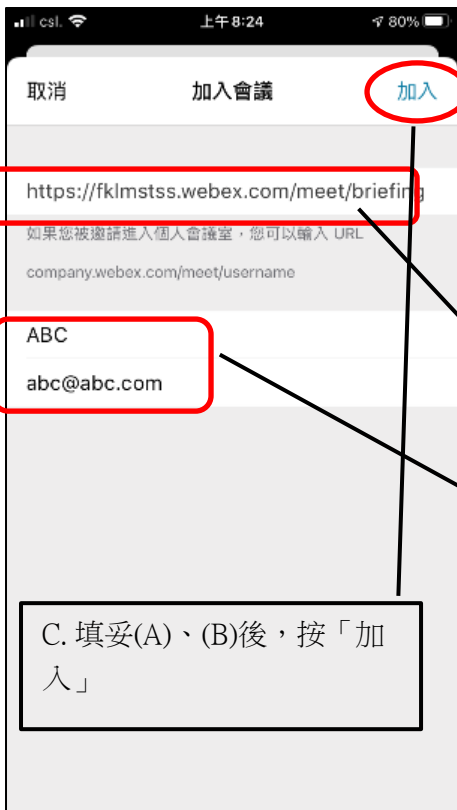 csl. 上午8:24 80%
取消 加入會議 加入
https://fklmstss.webex.com/meet/briefing
如果您被邀請進入個人會議室，您可以輸入 URL
company.webex.com/meet/username
ABC
abc@abc.com
C. 填妥(A)、(B)後，按「加
入」